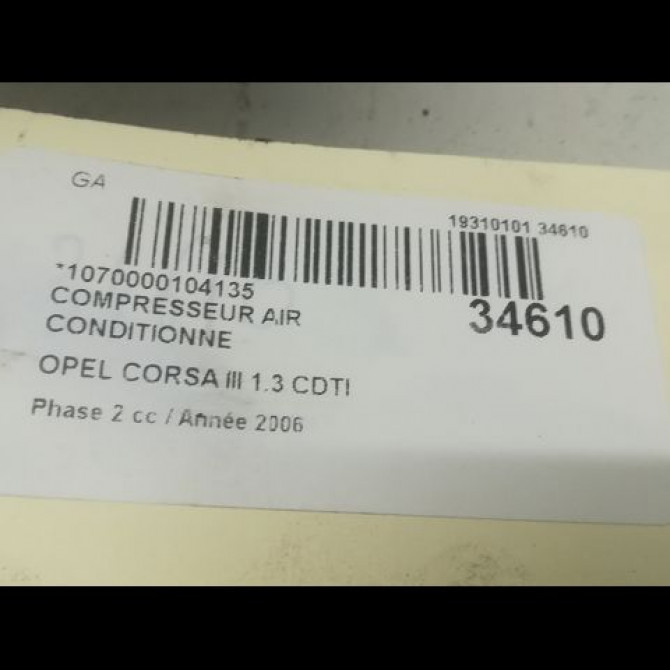 GA
19310101 34610
*1070000104135
34610
COMPRESSEUR AIR
CONDITIONNE
OPEL CORSA III 1.3 CDTI
Phase 2 cc / Année 2006